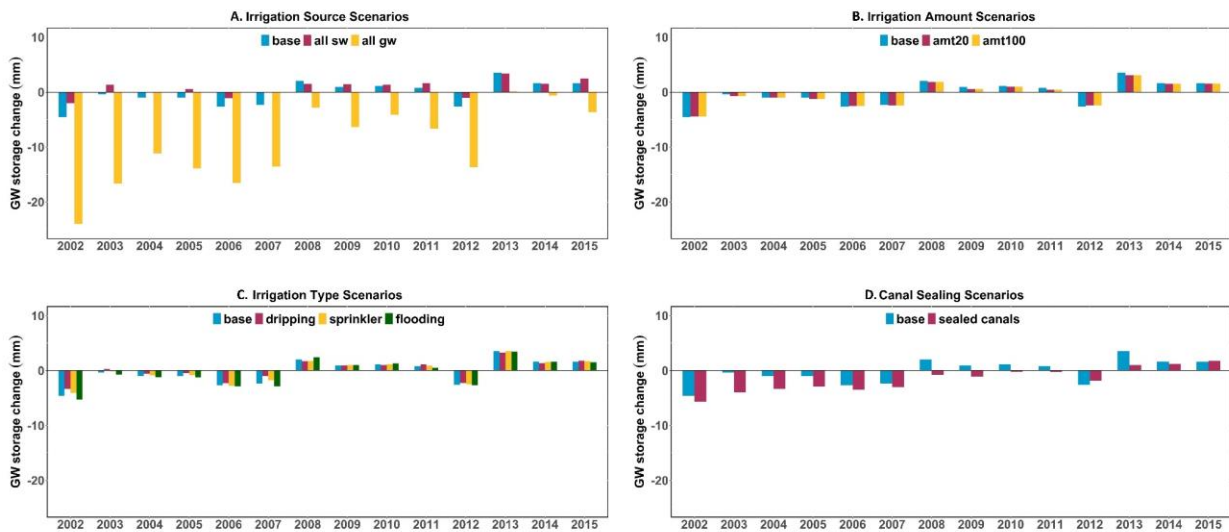 A. Irrigation Source Scenarios
base all sw all gw
GW storage change (mm)
10
0
-10
-20
2002 2003 2004 2005 2006 2007 2008 2009 2010 2011 2012 2013 2014 2015
B. Irrigation Amount Scenarios
base amt20 amt100
GW storage change (mm)
10
0
-10
-20
2002 2003 2004 2005 2006 2007 2008 2009 2010 2011 2012 2013 2014 2015
C. Irrigation Type Scenarios
base dripping sprinkler flooding
GW storage change (mm)
10
0
-10
-20
2002 2003 2004 2005 2006 2007 2008 2009 2010 2011 2012 2013 2014 2015
D. Canal Sealing Scenarios
base sealed canals
GW storage change (mm)
10
0
-10
-20
2002 2003 2004 2005 2006 2007 2008 2009 2010 2011 2012 2013 2014 2015